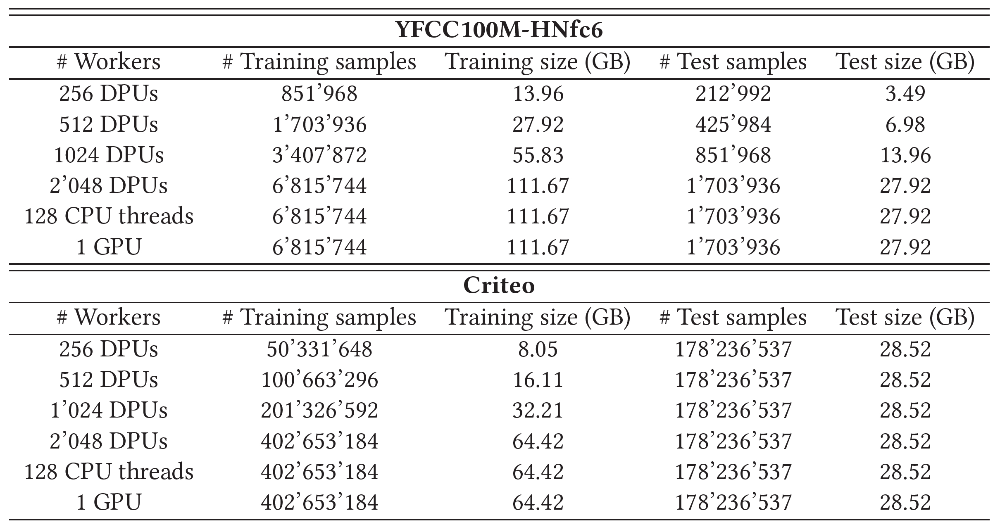 YFCC100M-HNfc6
# Workers # Training samples Training size (GB) # Test samples Test size (GB)
256 DPUs 851’968 13.96 212’992 3.49
512 DPUs 1’703’936 27.92 425’984 6.98
1024 DPUs 3’407’872 55.83 851’968 13.96
2’048 DPUs 6’815’744 111.67 1’703’936 27.92
128 CPU threads 6’815’744 111.67 1’703’936 27.92
1 GPU 6’815’744 111.67 1’703’936 27.92
Criteo
# Workers # Training samples Training size (GB) # Test samples Test size (GB)
256 DPUs 50’331’648 8.05 178’236’537 28.52
512 DPUs 100’663’296 16.11 178’236’537 28.52
1’024 DPUs 201’326’592 32.21 178’236’537 28.52
2’048 DPUs 402’653’184 64.42 178’236’537 28.52
128 CPU threads 402’653’184 64.42 178’236’537 28.52
1 GPU 402’653’184 64.42 178’236’537 28.52